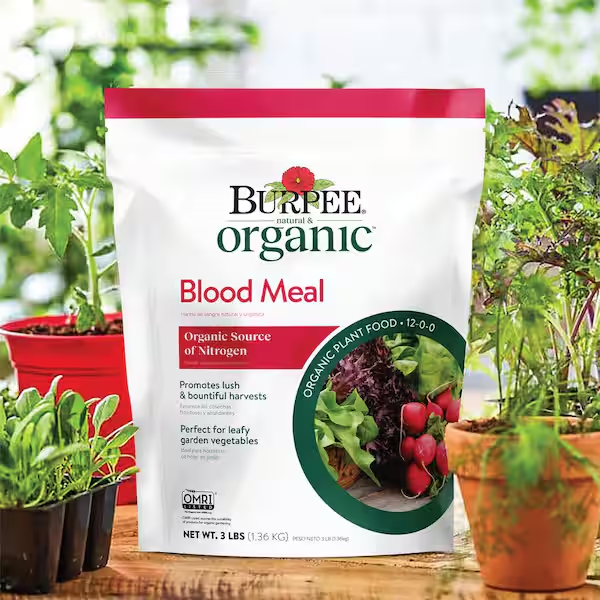 BURPEE®
natural &
organic™
Blood Meal
Organic Source
of Nitrogen
ORGANIC PLANT FOOD • 12-0-0
Promotes lush
& bountiful harvests
Perfect for leafy
garden vegetables
OMRI
LISTED
NET WT. 3 LBS (1.36 KG)